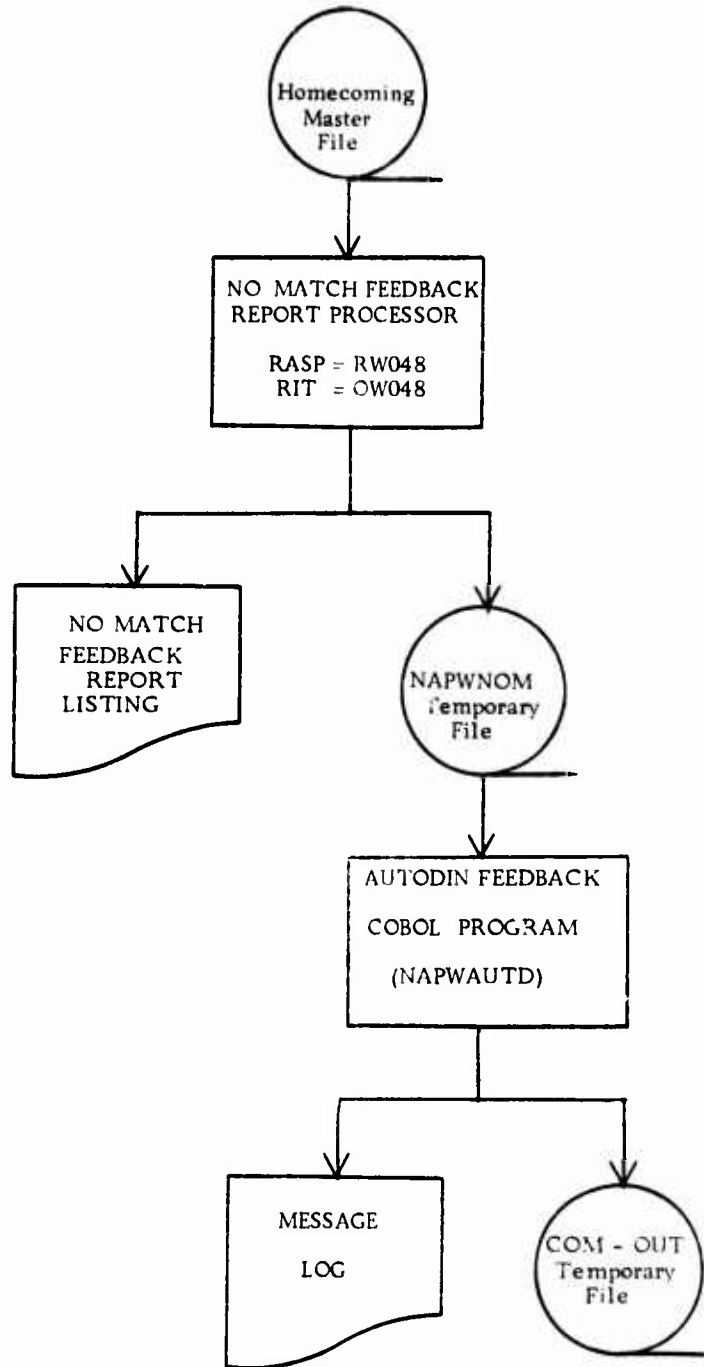 Homecoming
Master
File
NO MATCH FEEDBACK
REPORT PROCESSOR
RASP = RW048
RIT = OW048
NO MATCH
FEEDBACK
REPORT
LISTING
NAPWNOM
Temporary
File
AUTODIN FEEDBACK
COBOL PROGRAM
(NAPWAUTD)
MESSAGE
LOG
COM - OUT
Temporary
File